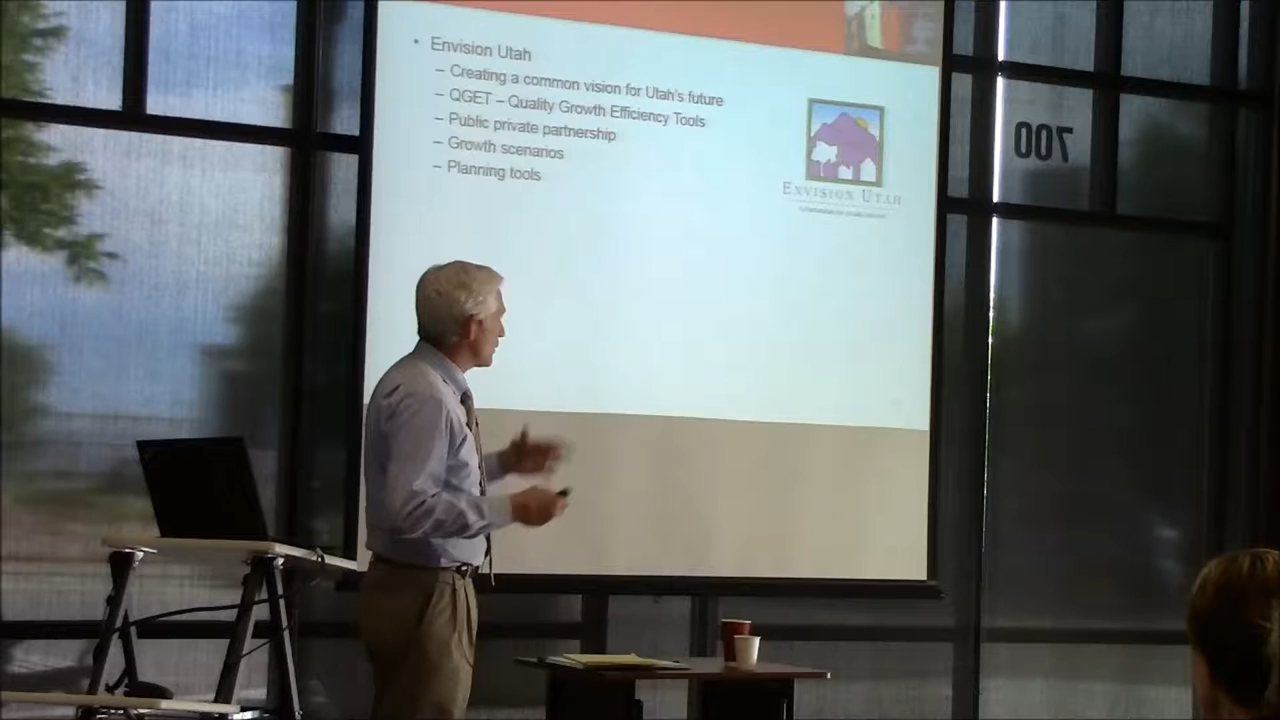 • Envision Utah
– Creating a common vision for Utah's future
– QGET – Quality Growth Efficiency Tools
– Public private partnership
– Growth scenarios
– Planning tools
ENVISION UTAH
700